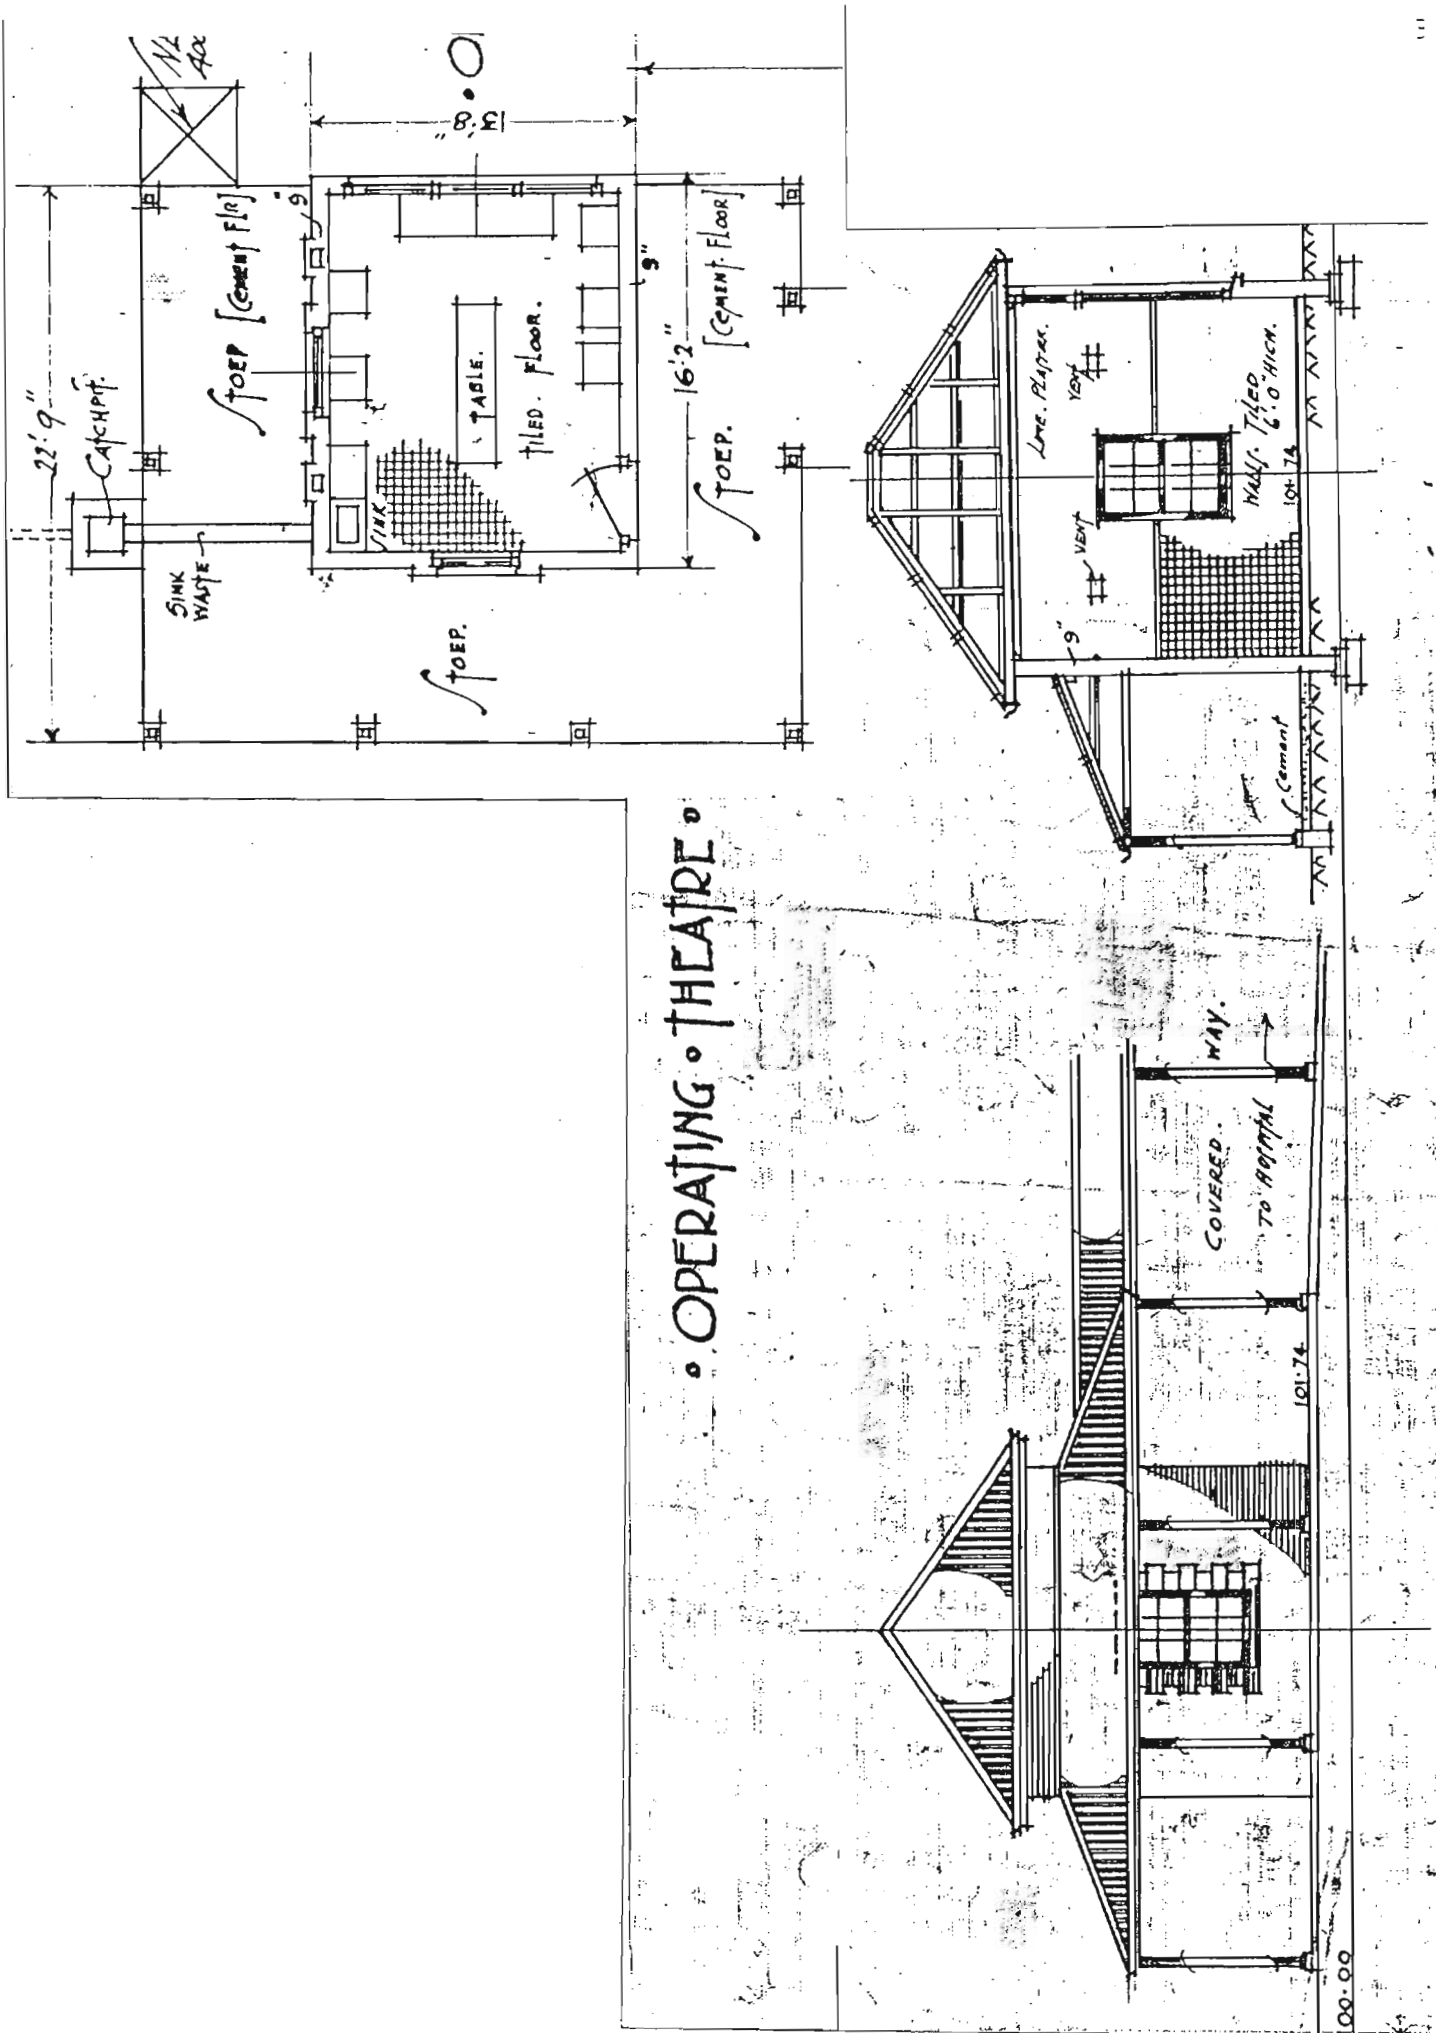 22'·9"
CATCHPIT.
STOEP [CEMENT FLR]
9"
SINK
WASTE
SINK
TABLE.
TILED. FLOOR.
13'·8"
• O
9"
16'·2"
STOEP.
[CEMENT. FLOOR]
STOEP.
• OPERATING • THEATRE •
LIME. PLASTER.
VENT
VENT
WALLS. TILED
6'.0" HIGH.
101·74
9"
Cement
COVERED. WAY.
TO HOSPITAL
101·74
00·00